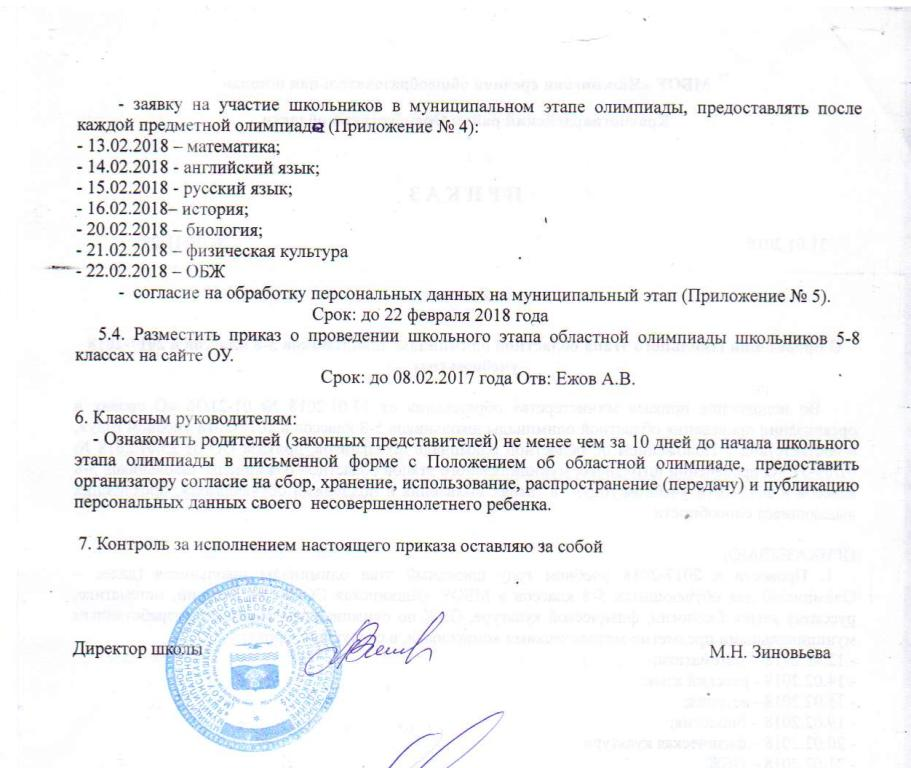 - заявку на участие школьников в муниципальном этапе олимпиады, предоставлять после
каждой предметной олимпиады (Приложение № 4):
- 13.02.2018 – математика;
- 14.02.2018 - английский язык;
- 15.02.2018 - русский язык;
- 16.02.2018– история;
- 20.02.2018 – биология;
- 21.02.2018 – физическая культура
- 22.02.2018 – ОБЖ
- согласие на обработку персональных данных на муниципальный этап (Приложение № 5).
Срок: до 22 февраля 2018 года
5.4. Разместить приказ о проведении школьного этапа областной олимпиады школьников 5-8
классах на сайте ОУ.
Срок: до 08.02.2017 года Отв: Ежов А.В.
6. Классным руководителям:
- Ознакомить родителей (законных представителей) не менее чем за 10 дней до начала школьного
этапа олимпиады в письменной форме с Положением об областной олимпиаде, предоставить
организатору согласие на сбор, хранение, использование, распространение (передачу) и публикацию
персональных данных своего несовершеннолетнего ребенка.
7. Контроль за исполнением настоящего приказа оставляю за собой
Директор школы
М.Н. Зиновьева